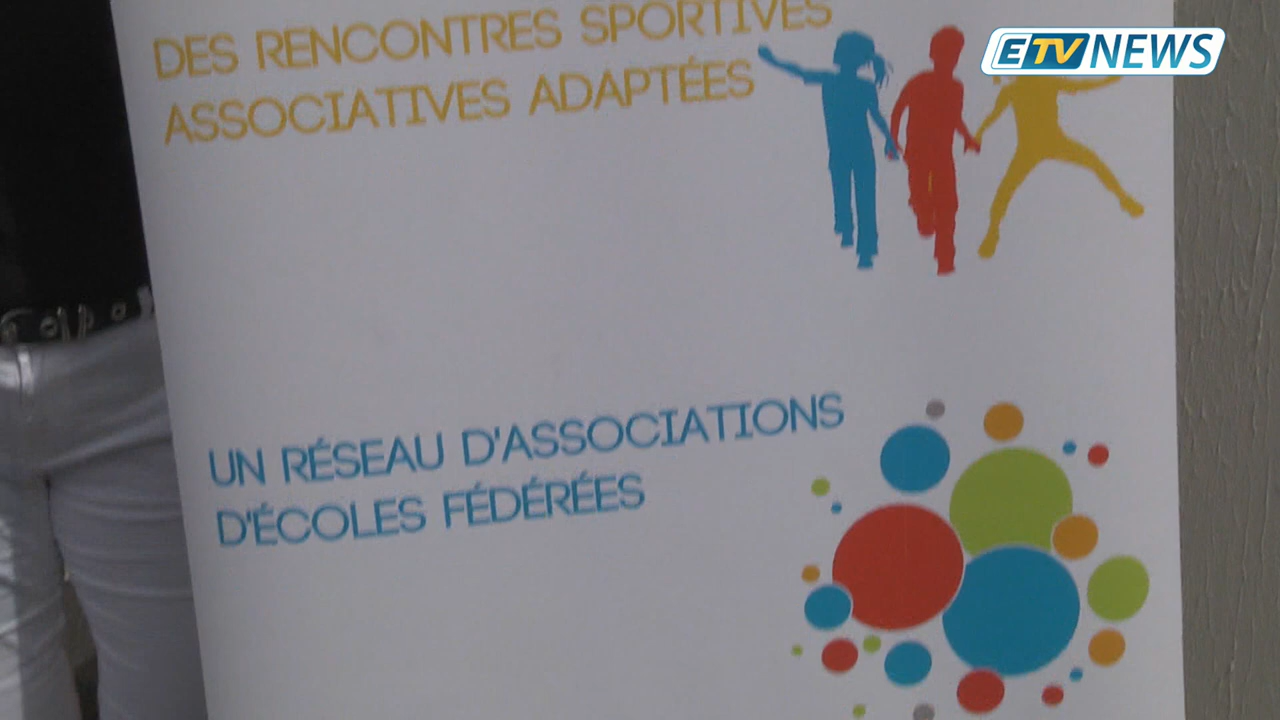 DES RENCONTRES SPORTIVES
ASSOCIATIVES ADAPTÉES
ETV NEWS
UN RÉSEAU D'ASSOCIATIONS
D'ÉCOLES FÉDÉRÉES